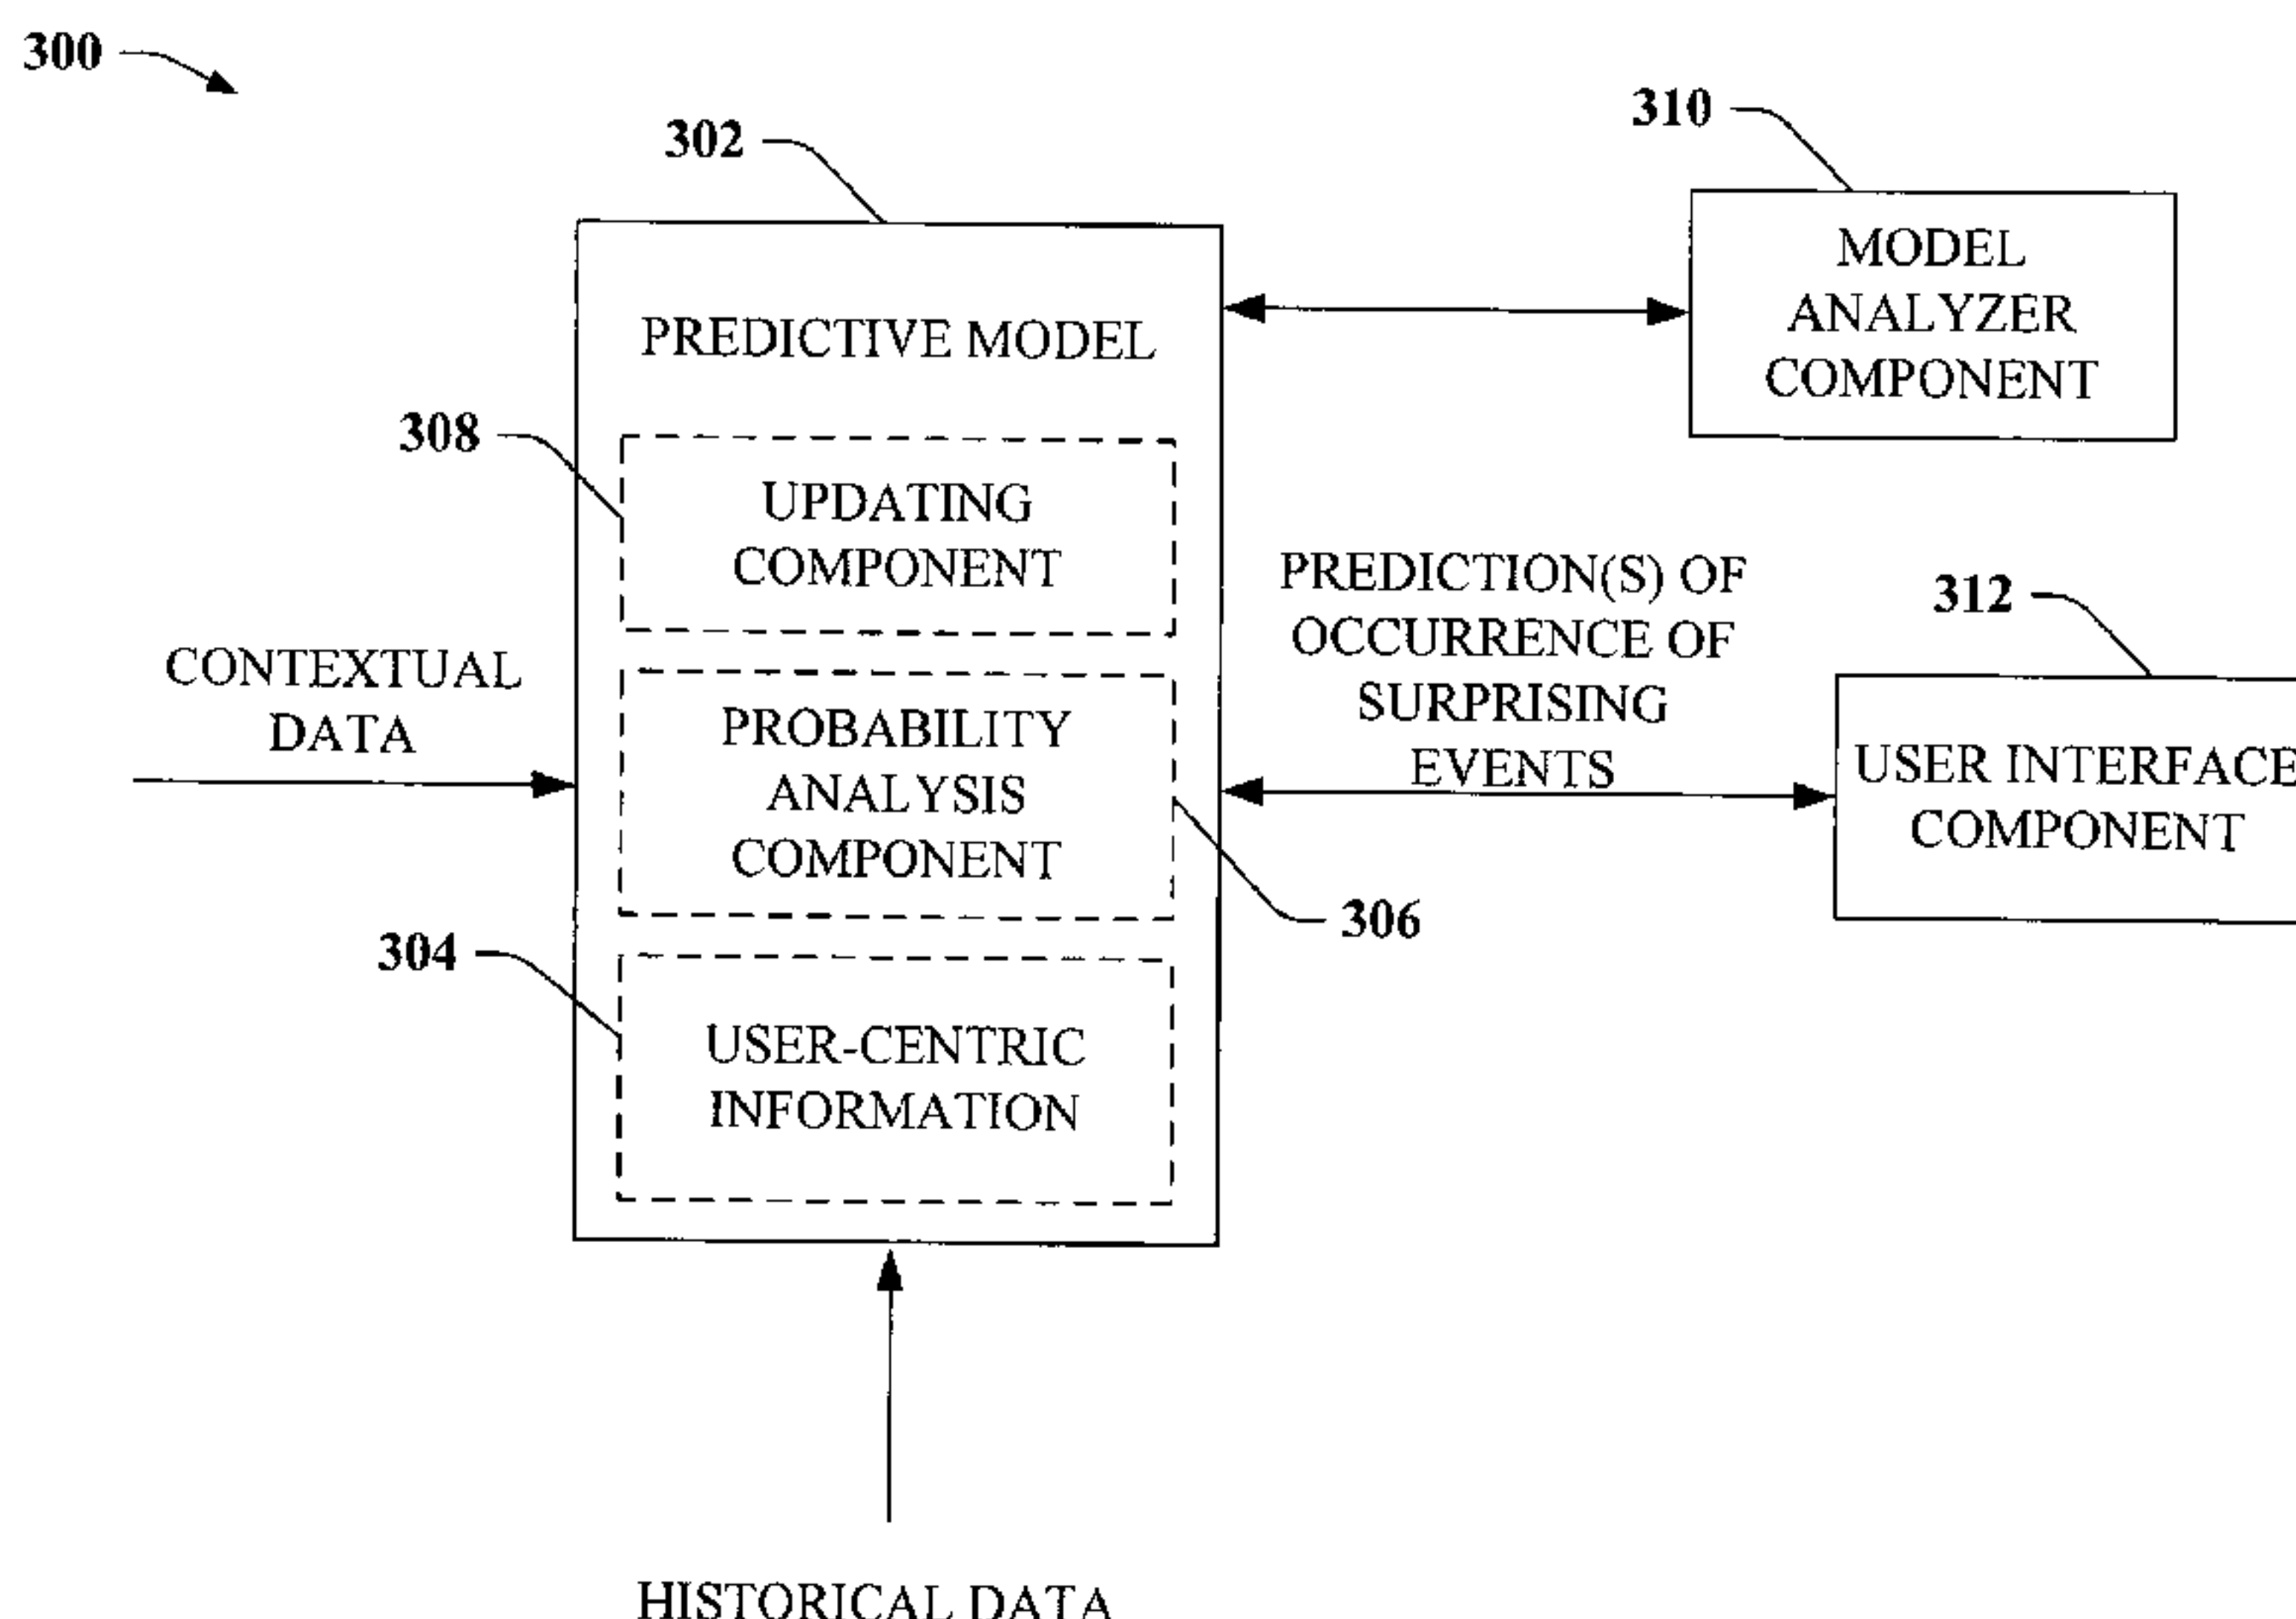 300
302
310
MODEL
ANALYZER
COMPONENT
PREDICTIVE MODEL
308
UPDATING
COMPONENT
PREDICTION(S) OF
OCCURRENCE OF
SURPRISING
EVENTS
312
CONTEXTUAL
DATA
PROBABILITY
ANALYSIS
COMPONENT
USER INTERFACE
COMPONENT
306
304
USER-CENTRIC
INFORMATION
HISTORICAL DATA